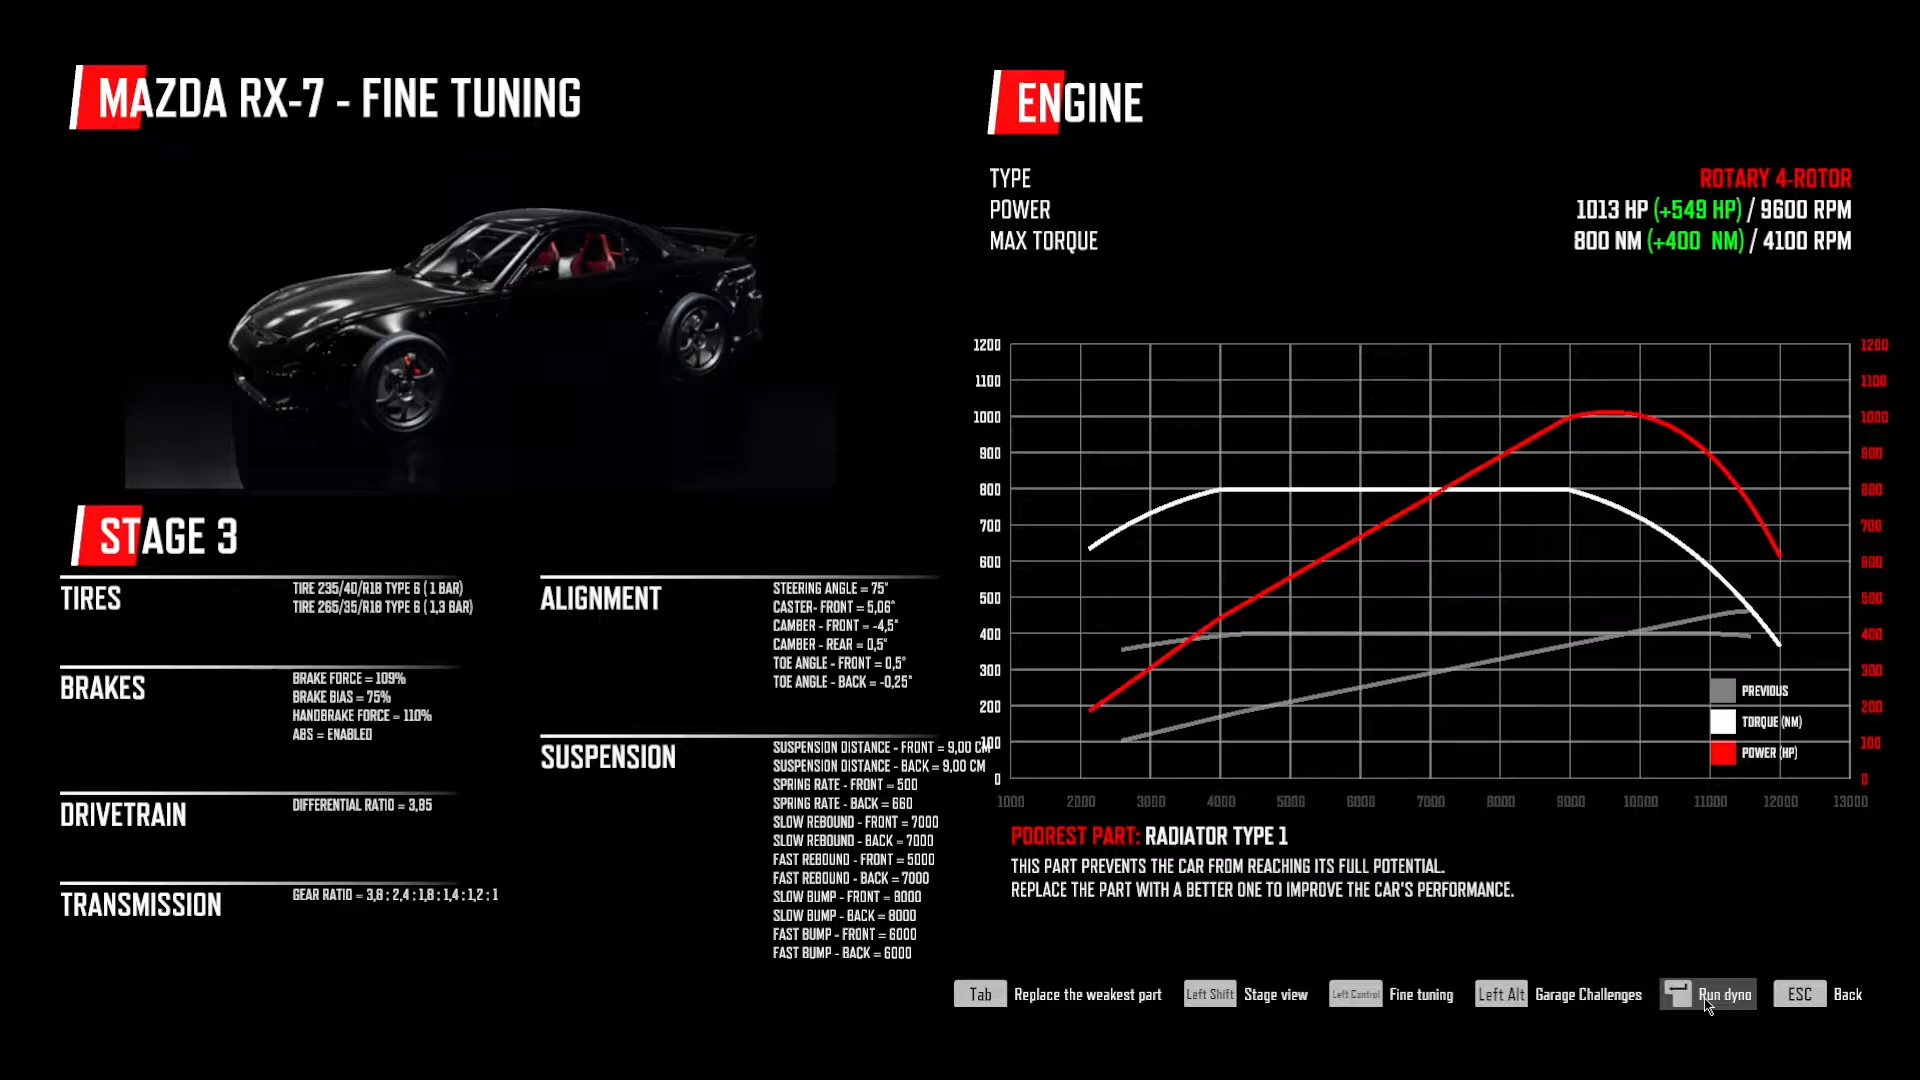 MAZDA RX-7 - FINE TUNING
STAGE 3
TIRES
TIRE 235/40/R18 TYPE 6 ( 1 BAR)
TIRE 265/35/R18 TYPE 6 ( 1,3 BAR)
BRAKES
BRAKE FORCE = 109%
BRAKE BIAS = 75%
HANDBRAKE FORCE = 110%
ABS = ENABLED
DRIVETRAIN
DIFFERENTIAL RATIO = 3,85
TRANSMISSION
GEAR RATIO = 3,8 : 2,4 : 1,8 : 1,4 : 1,2 : 1
ALIGNMENT
STEERING ANGLE = 75°
CASTER- FRONT = 5,06°
CAMBER - FRONT = -4,5°
CAMBER - REAR = 0,5°
TOE ANGLE - FRONT = 0,5°
TOE ANGLE - BACK = -0,25°
SUSPENSION
SUSPENSION DISTANCE - FRONT = 9,00 CM
SUSPENSION DISTANCE - BACK = 9,00 CM
SPRING RATE - FRONT = 500
SPRING RATE - BACK = 660
SLOW REBOUND - FRONT = 7000
SLOW REBOUND - BACK = 7000
FAST REBOUND - FRONT = 5000
FAST REBOUND - BACK = 7000
SLOW BUMP - FRONT = 8000
SLOW BUMP - BACK = 8000
FAST BUMP - FRONT = 6000
FAST BUMP - BACK = 6000
ENGINE
TYPE ROTARY 4-ROTOR
POWER 1013 HP (+549 HP) / 9600 RPM
MAX TORQUE 800 NM (+400 NM) / 4100 RPM
1200 1200
1100 1100
1000 1000
900 900
800 800
700 700
600 600
500 500
400 400
300 300
200 200
100 100
0 0
PREVIOUS
TORQUE (NM)
POWER (HP)
1000 2000 3000 4000 5000 6000 7000 8000 9000 10000 11000 12000 13000
POOREST PART: RADIATOR TYPE 1
THIS PART PREVENTS THE CAR FROM REACHING ITS FULL POTENTIAL.
REPLACE THE PART WITH A BETTER ONE TO IMPROVE THE CAR'S PERFORMANCE.
Tab Replace the weakest part Left Shift Stage view Left Control Fine tuning Left Alt Garage Challenges Run dyno ESC Back